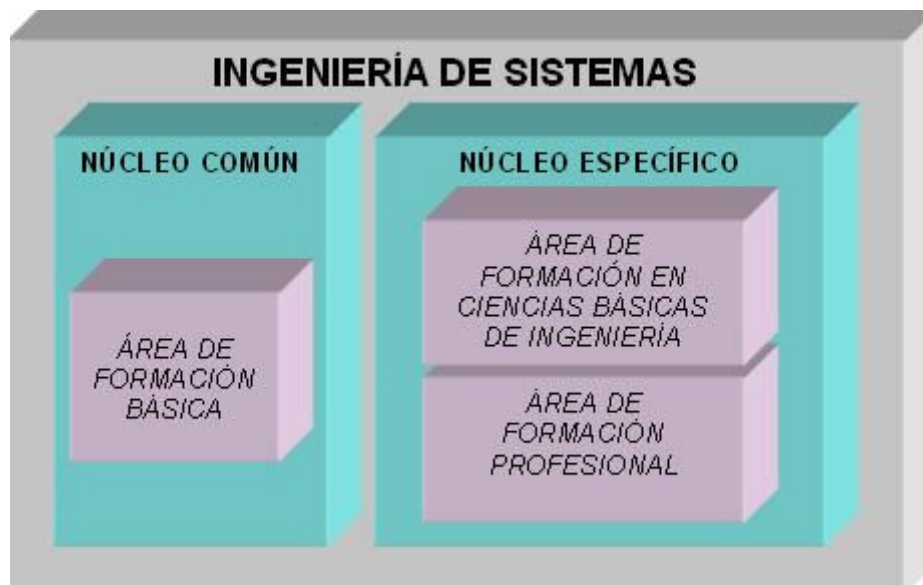 INGENIERÍA DE SISTEMAS
NÚCLEO COMÚN
ÁREA DE
FORMACIÓN
BÁSICA
NÚCLEO ESPECÍFICO
ÁREA DE
FORMACIÓN EN
CIENCIAS BÁSICAS
DE INGENIERÍA
ÁREA DE
FORMACIÓN
PROFESIONAL